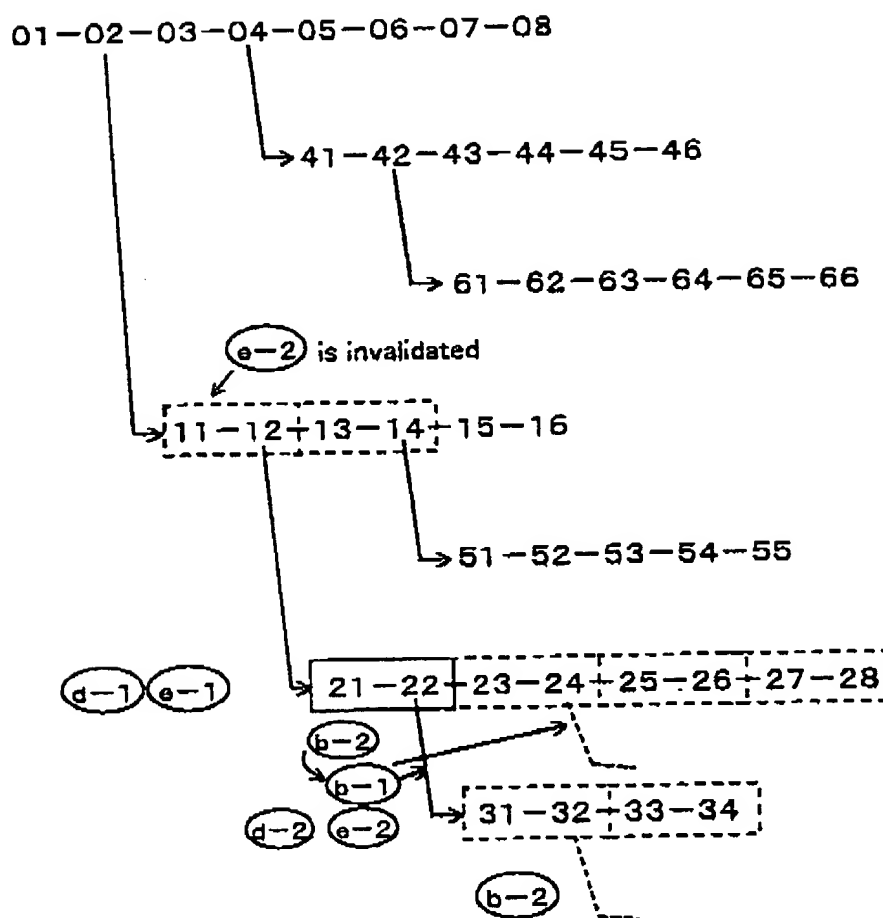 01-02-03-04-05-06-07-08
41-42-43-44-45-46
61-62-63-64-65-66
e-2 is invalidated
11-12-13-14-15-16
51-52-53-54-55
d-1 e-1 21-22-23-24-25-26-27-28
b-2
b-1
d-2 e-2 31-32-33-34
b-2